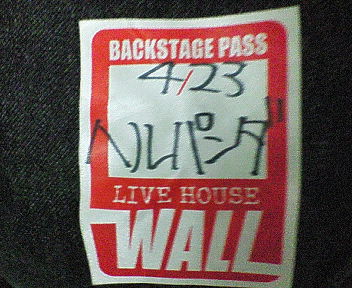 BACKSTAGE PASS
4/23
ヘルパンダ
LIVE HOUSE
WALL